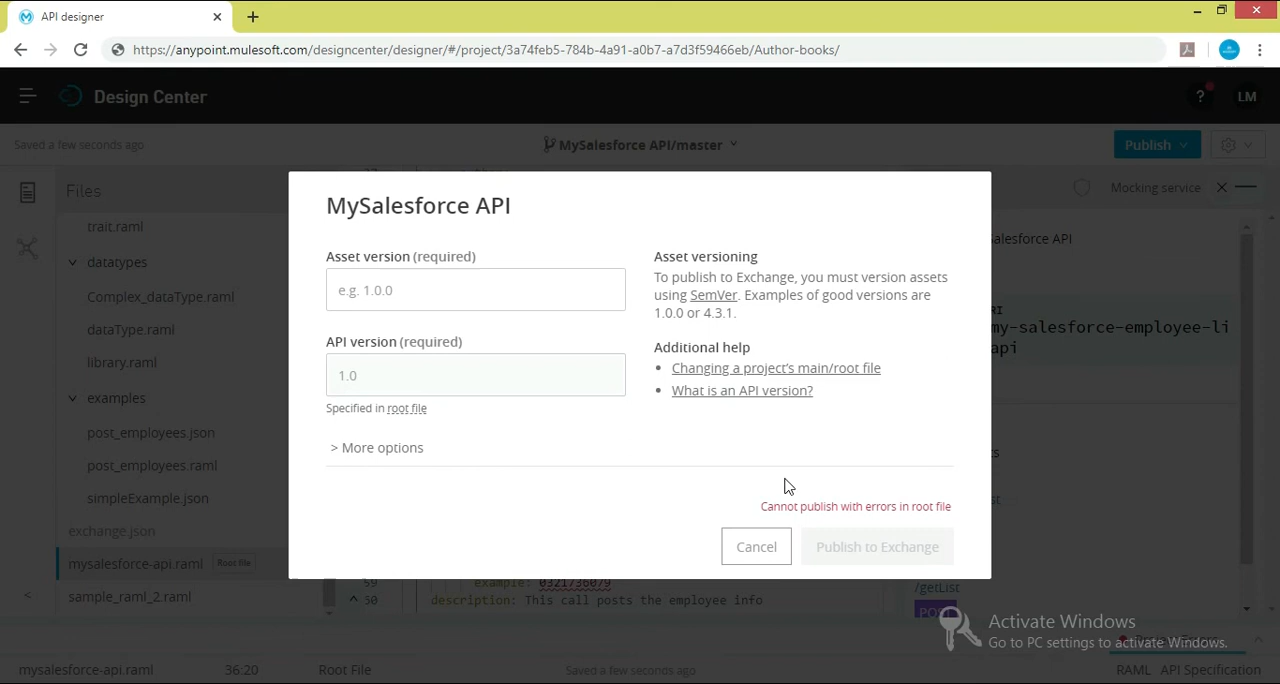 API designer
https://anypoint.mulesoft.com/designcenter/designer/#/project/3a74feb5-784b-4a91-a0b7-a7d3f59466eb/Author-books/
Design Center
?
LM
Saved a few seconds ago
MySalesforce API/master
Publish
Files
Mocking service
trait.raml
datatypes
Complex_dataType.raml
dataType.raml
library.raml
examples
post_employees.json
post_employees.raml
simpleExample.json
exchange.json
mysalesforce-api.raml Root file
sample_raml_2.raml
MySalesforce API
Asset version (required)
e.g. 1.0.0
API version (required)
1.0
Specified in root file
> More options
Asset versioning
To publish to Exchange, you must version assets
using SemVer. Examples of good versions are
1.0.0 or 4.3.1.
Additional help
• Changing a project's main/root file
• What is an API version?
Cannot publish with errors in root file
Cancel
Publish to Exchange
alesforce API
RI
my-salesforce-employee-li
api
ts
st
59
example: 0321736079
50
description: This call posts the employee info
/getList
POST
Activate Windows
Go to PC settings to activate Windows.
mysalesforce-api.raml
36:20
Root File
Saved a few seconds ago
RAML
API Specification